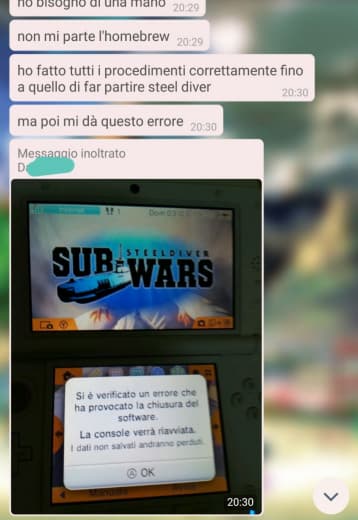 ho bisogno di una mano 20:29
non mi parte l'homebrew 20:29
ho fatto tutti i procedimenti correttamente fino
a quello di far partire steel diver 20:30
ma poi mi dà questo errore 20:30
Messaggio inoltrato
STEELDIVER
SUB
WARS
Si è verificato un errore che
ha provocato la chiusura del
software.
La console verrà riavviata.
I dati non salvati andranno perduti.
Ⓐ OK
20:30